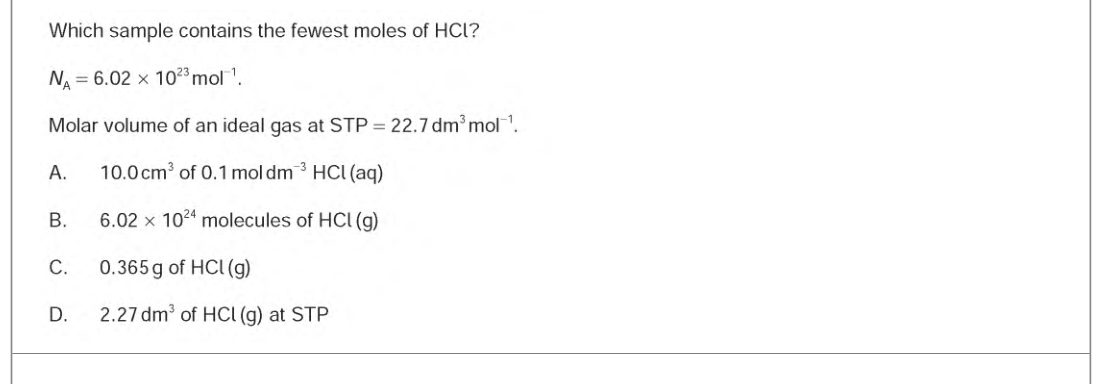 Which sample contains the fewest moles of HCl?
N_A = 6.02 × 10²³ mol⁻¹.
Molar volume of an ideal gas at STP = 22.7 dm³ mol⁻¹.
A. 10.0 cm³ of 0.1 mol dm⁻³ HCl (aq)
B. 6.02 × 10²⁴ molecules of HCl (g)
C. 0.365 g of HCl (g)
D. 2.27 dm³ of HCl (g) at STP